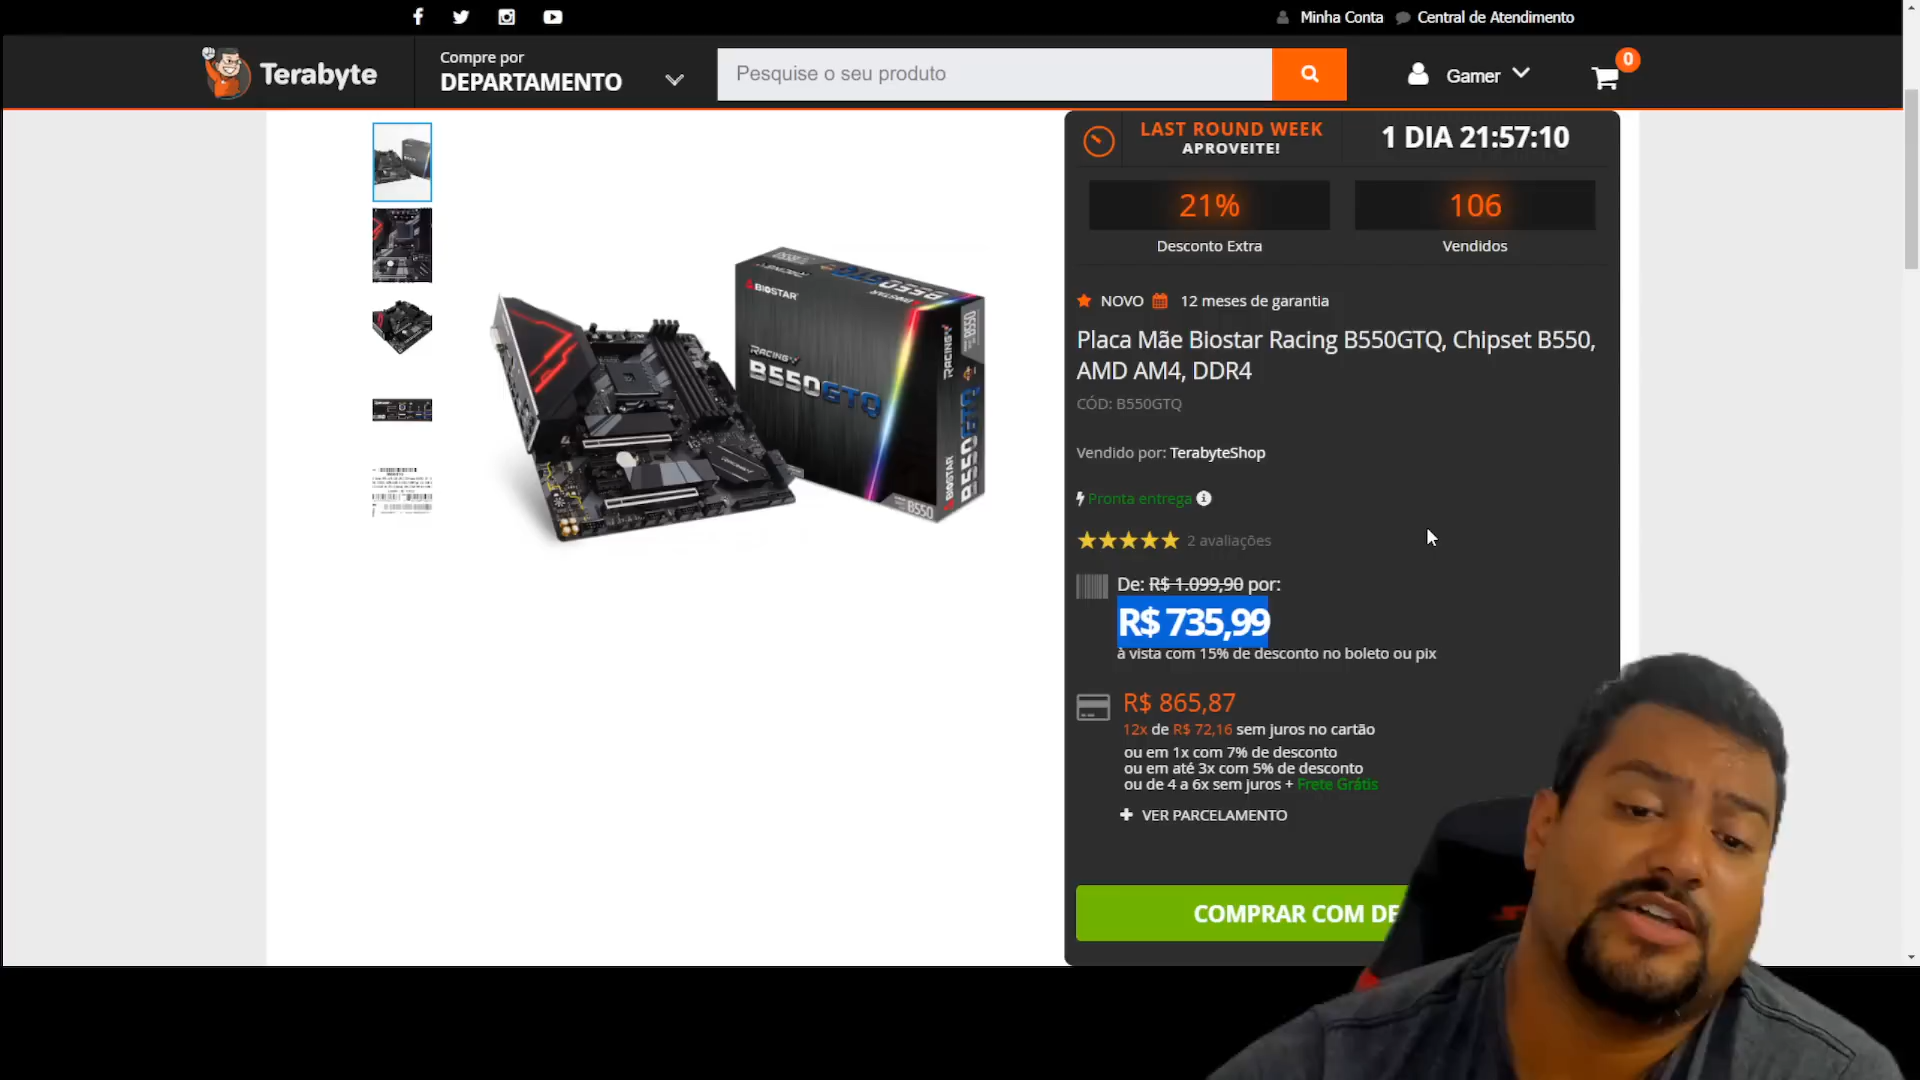 Minha Conta
Central de Atendimento
Terabyte
Compre por
DEPARTAMENTO
Pesquise o seu produto
Gamer
0
LAST ROUND WEEK
APROVEITE!
1 DIA 21:57:10
21%
Desconto Extra
106
Vendidos
NOVO
12 meses de garantia
Placa Mãe Biostar Racing B550GTQ, Chipset B550,
AMD AM4, DDR4
CÓD: B550GTQ
Vendido por: TerabyteShop
Pronta entrega
2 avaliações
De: R$ 1.099,90 por:
R$ 735,99
à vista com 15% de desconto no boleto ou pix
R$ 865,87
12x de R$ 72,16 sem juros no cartão
ou em 1x com 7% de desconto
ou em até 3x com 5% de desconto
ou de 4 a 6x sem juros + Frete Grátis
+ VER PARCELAMENTO
COMPRAR COM DE
BIOSTAR
RACING
B550GTQ
B550GTQ
RACING
B550
BIOSTAR
B550GTQ
B550